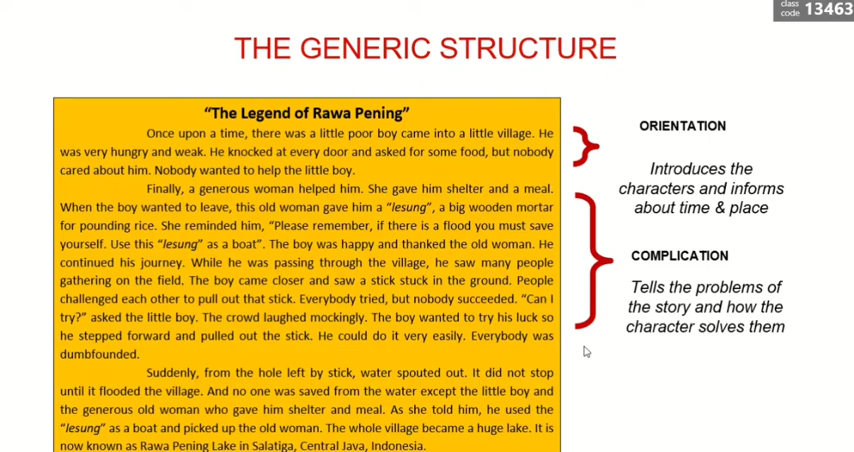 class
code 13463
THE GENERIC STRUCTURE
“The Legend of Rawa Pening”
Once upon a time, there was a little poor boy came into a little village. He
was very hungry and weak. He knocked at every door and asked for some food, but nobody
cared about him. Nobody wanted to help the little boy.
Finally, a generous woman helped him. She gave him shelter and a meal.
When the boy wanted to leave, this old woman gave him a “lesung”, a big wooden mortar
for pounding rice. She reminded him, “Please remember, if there is a flood you must save
yourself. Use this “lesung” as a boat”. The boy was happy and thanked the old woman. He
continued his journey. While he was passing through the village, he saw many people
gathering on the field. The boy came closer and saw a stick stuck in the ground. People
challenged each other to pull out that stick. Everybody tried, but nobody succeeded. “Can I
try?” asked the little boy. The crowd laughed mockingly. The boy wanted to try his luck so
he stepped forward and pulled out the stick. He could do it very easily. Everybody was
dumbfounded.
Suddenly, from the hole left by stick, water spouted out. It did not stop
until it flooded the village. And no one was saved from the water except the little boy and
the generous old woman who gave him shelter and meal. As she told him, he used the
“lesung” as a boat and picked up the old woman. The whole village became a huge lake. It is
now known as Rawa Pening Lake in Salatiga, Central Java, Indonesia.
ORIENTATION
Introduces the
characters and informs
about time & place
COMPLICATION
Tells the problems of
the story and how the
character solves them